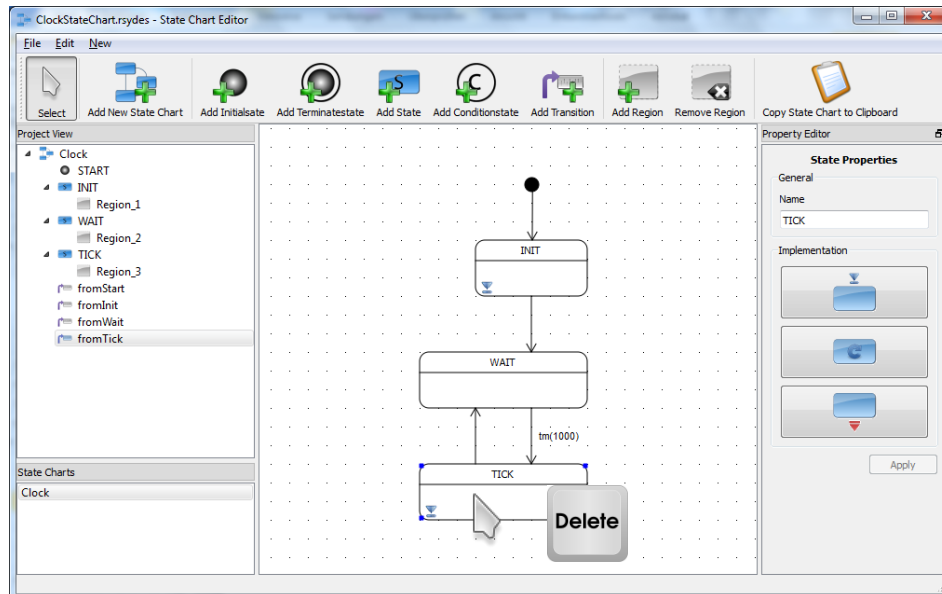 ClockStateChart.rsydes - State Chart Editor
File Edit New
Select Add New State Chart Add Initialsate Add Terminatestate Add State Add Conditionstate Add Transition Add Region Remove Region Copy State Chart to Clipboard
Project View
Clock
START
INIT
Region_1
WAIT
Region_2
TICK
Region_3
fromStart
fromInit
fromWait
fromTick
State Charts
Clock
INIT
WAIT
tm(1000)
TICK
Delete
Property Editor
State Properties
General
Name
TICK
Implementation
Apply